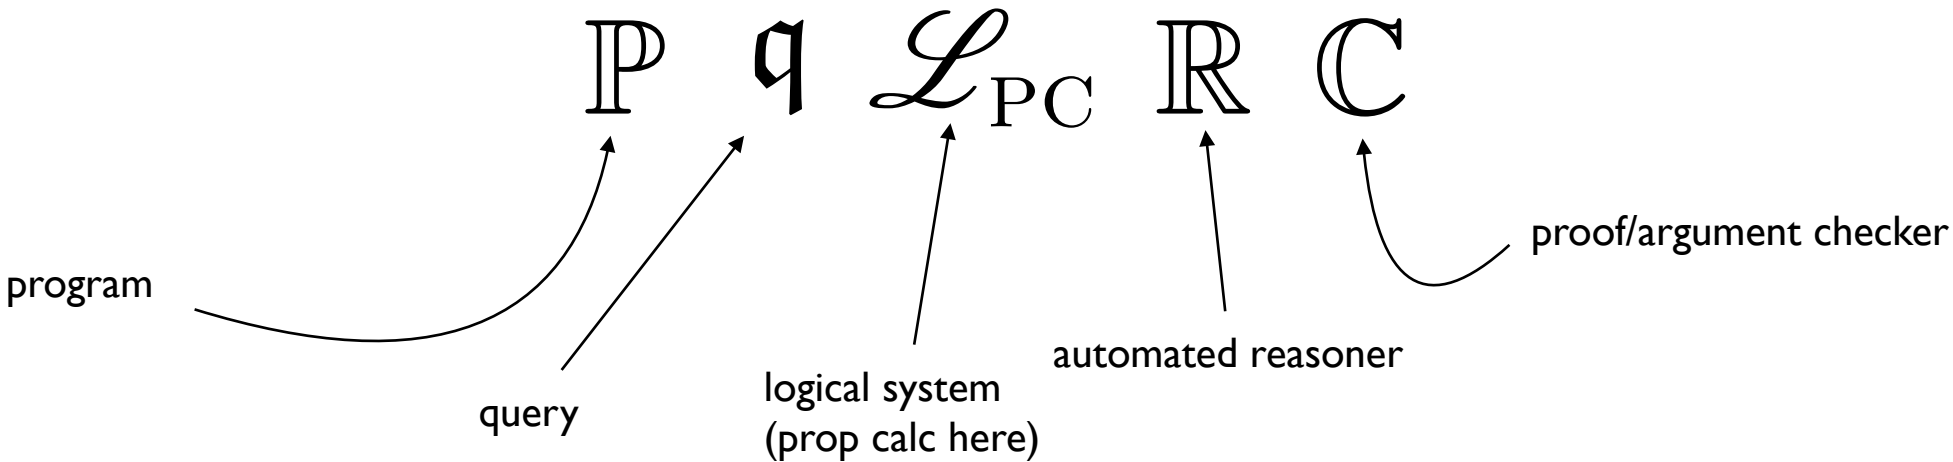 ℙ 𝔮 ℒ_PC ℝ ℂ
proof/argument checker
program
automated reasoner
logical system
(prop calc here)
query